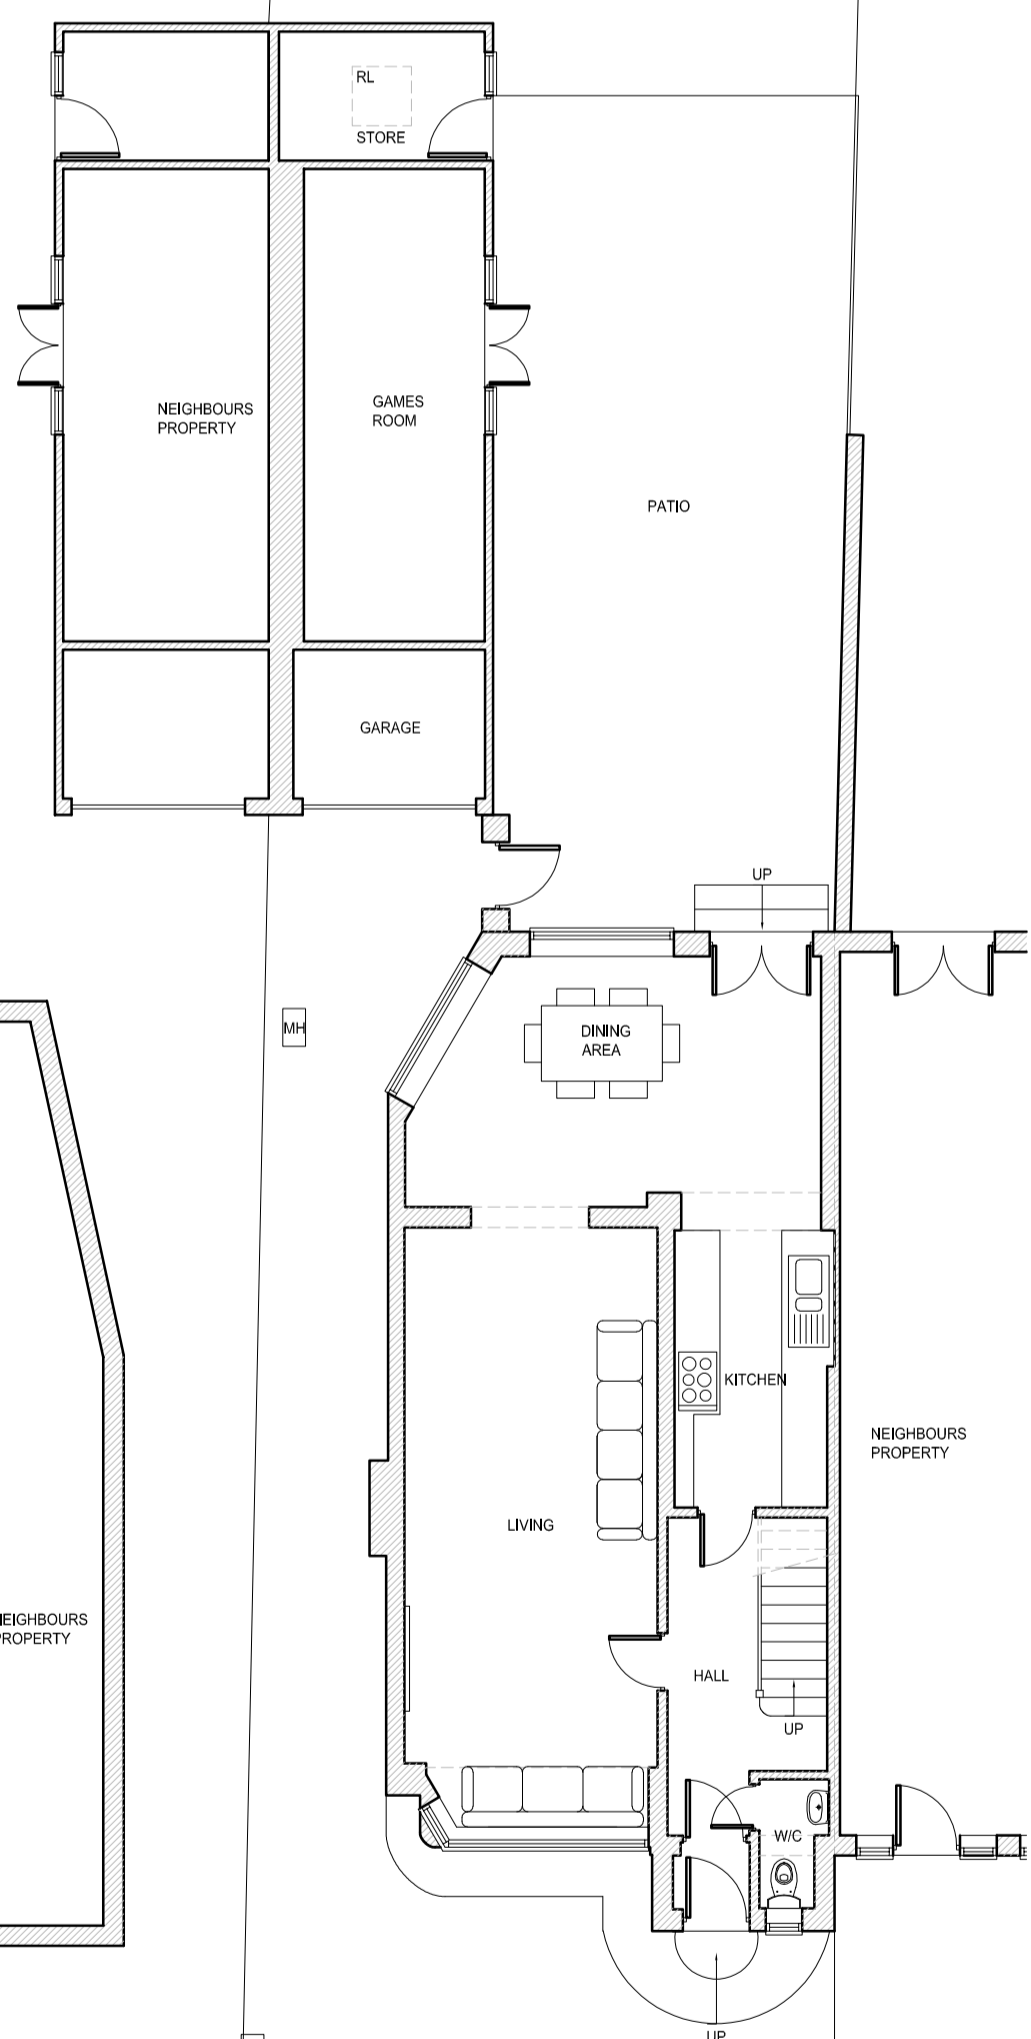 RL
STORE
NEIGHBOURS
PROPERTY
GAMES
ROOM
PATIO
GARAGE
UP
MH
DINING
AREA
KITCHEN
NEIGHBOURS
PROPERTY
LIVING
EIGHBOURS
ROPERTY
HALL
UP
W/C
UP